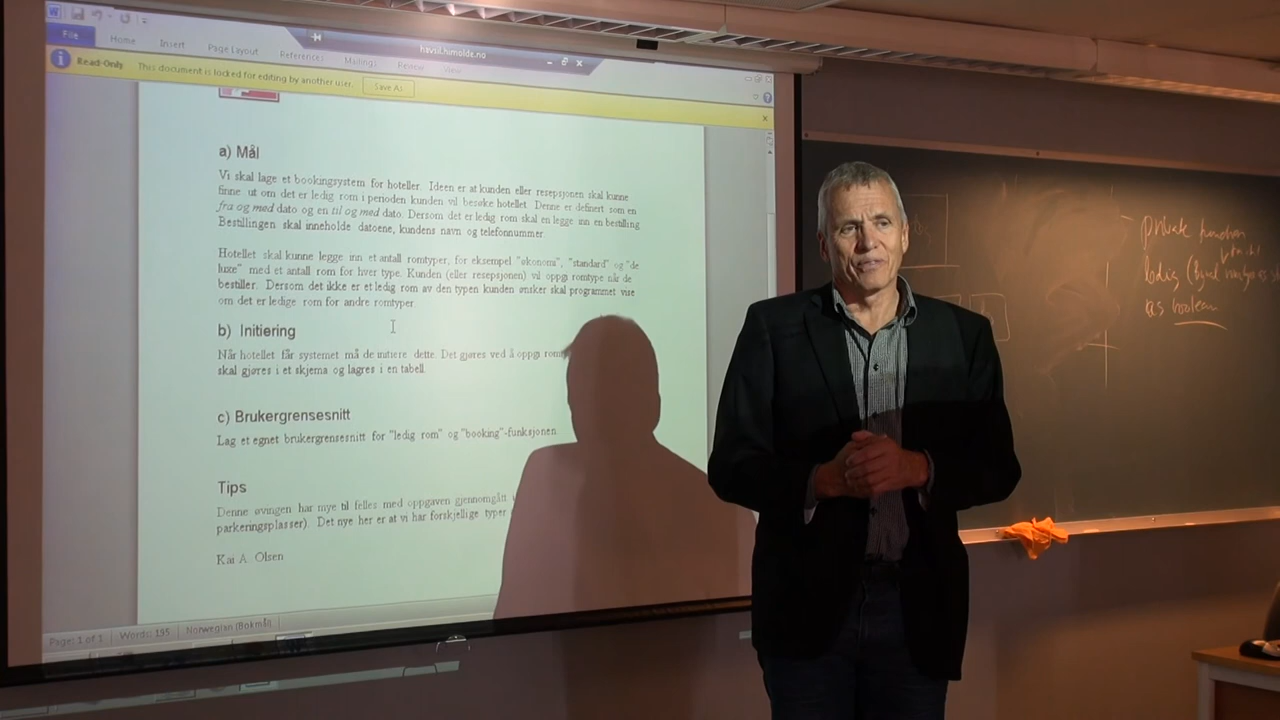 havsil.himolde.no
File Home Insert Page Layout References Mailings Review View
Read-Only This document is locked for editing by another user. Save As
a) Mål
Vi skal lage et bookingsystem for hoteller. Ideen er at kunden eller resepsjonen skal kunne
finne ut om det er ledig rom i perioden kunden vil besøke hotellet. Denne er definert som en
fra og med dato og en til og med dato. Dersom det er ledig rom skal en legge inn en bestilling.
Bestillingen skal inneholde datoene, kundens navn og telefonnummer.
Hotellet skal kunne legge inn et antall romtyper, for eksempel "økonomi", "standard" og "de
luxe" med et antall rom for hver type. Kunden (eller resepsjonen) vil oppgi romtype når de
bestiller. Dersom det ikke er et ledig rom av den typen kunden ønsker skal programmet vise
om det er ledige rom for andre romtyper.
b) Initiering
Når hotellet får systemet må de initiere dette. Det gjøres ved å oppgi
skal gjøres i et skjema og lagres i en tabell.
c) Brukergrensesnitt
Lag et egnet brukergrensesnitt for "ledig rom" og "booking"-funksjonen.
Tips
Denne øvingen har mye til felles med oppgaven gjennomgått
parkeringsplasser). Det nye her er at vi har forskjellige typer
Kai A. Olsen
Page: 1 of 1 Words: 195 Norwegian (Bokmål)
private function
as boolean